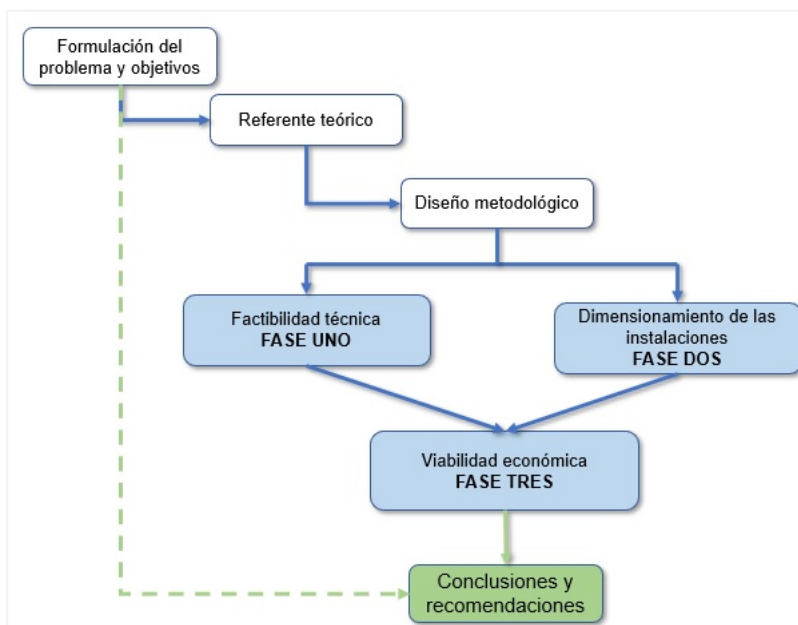 Formulación del
problema y objetivos
Referente teórico
Diseño metodológico
Factibilidad técnica
FASE UNO
Dimensionamiento de las
instalaciones
FASE DOS
Viabilidad económica
FASE TRES
Conclusiones y
recomendaciones